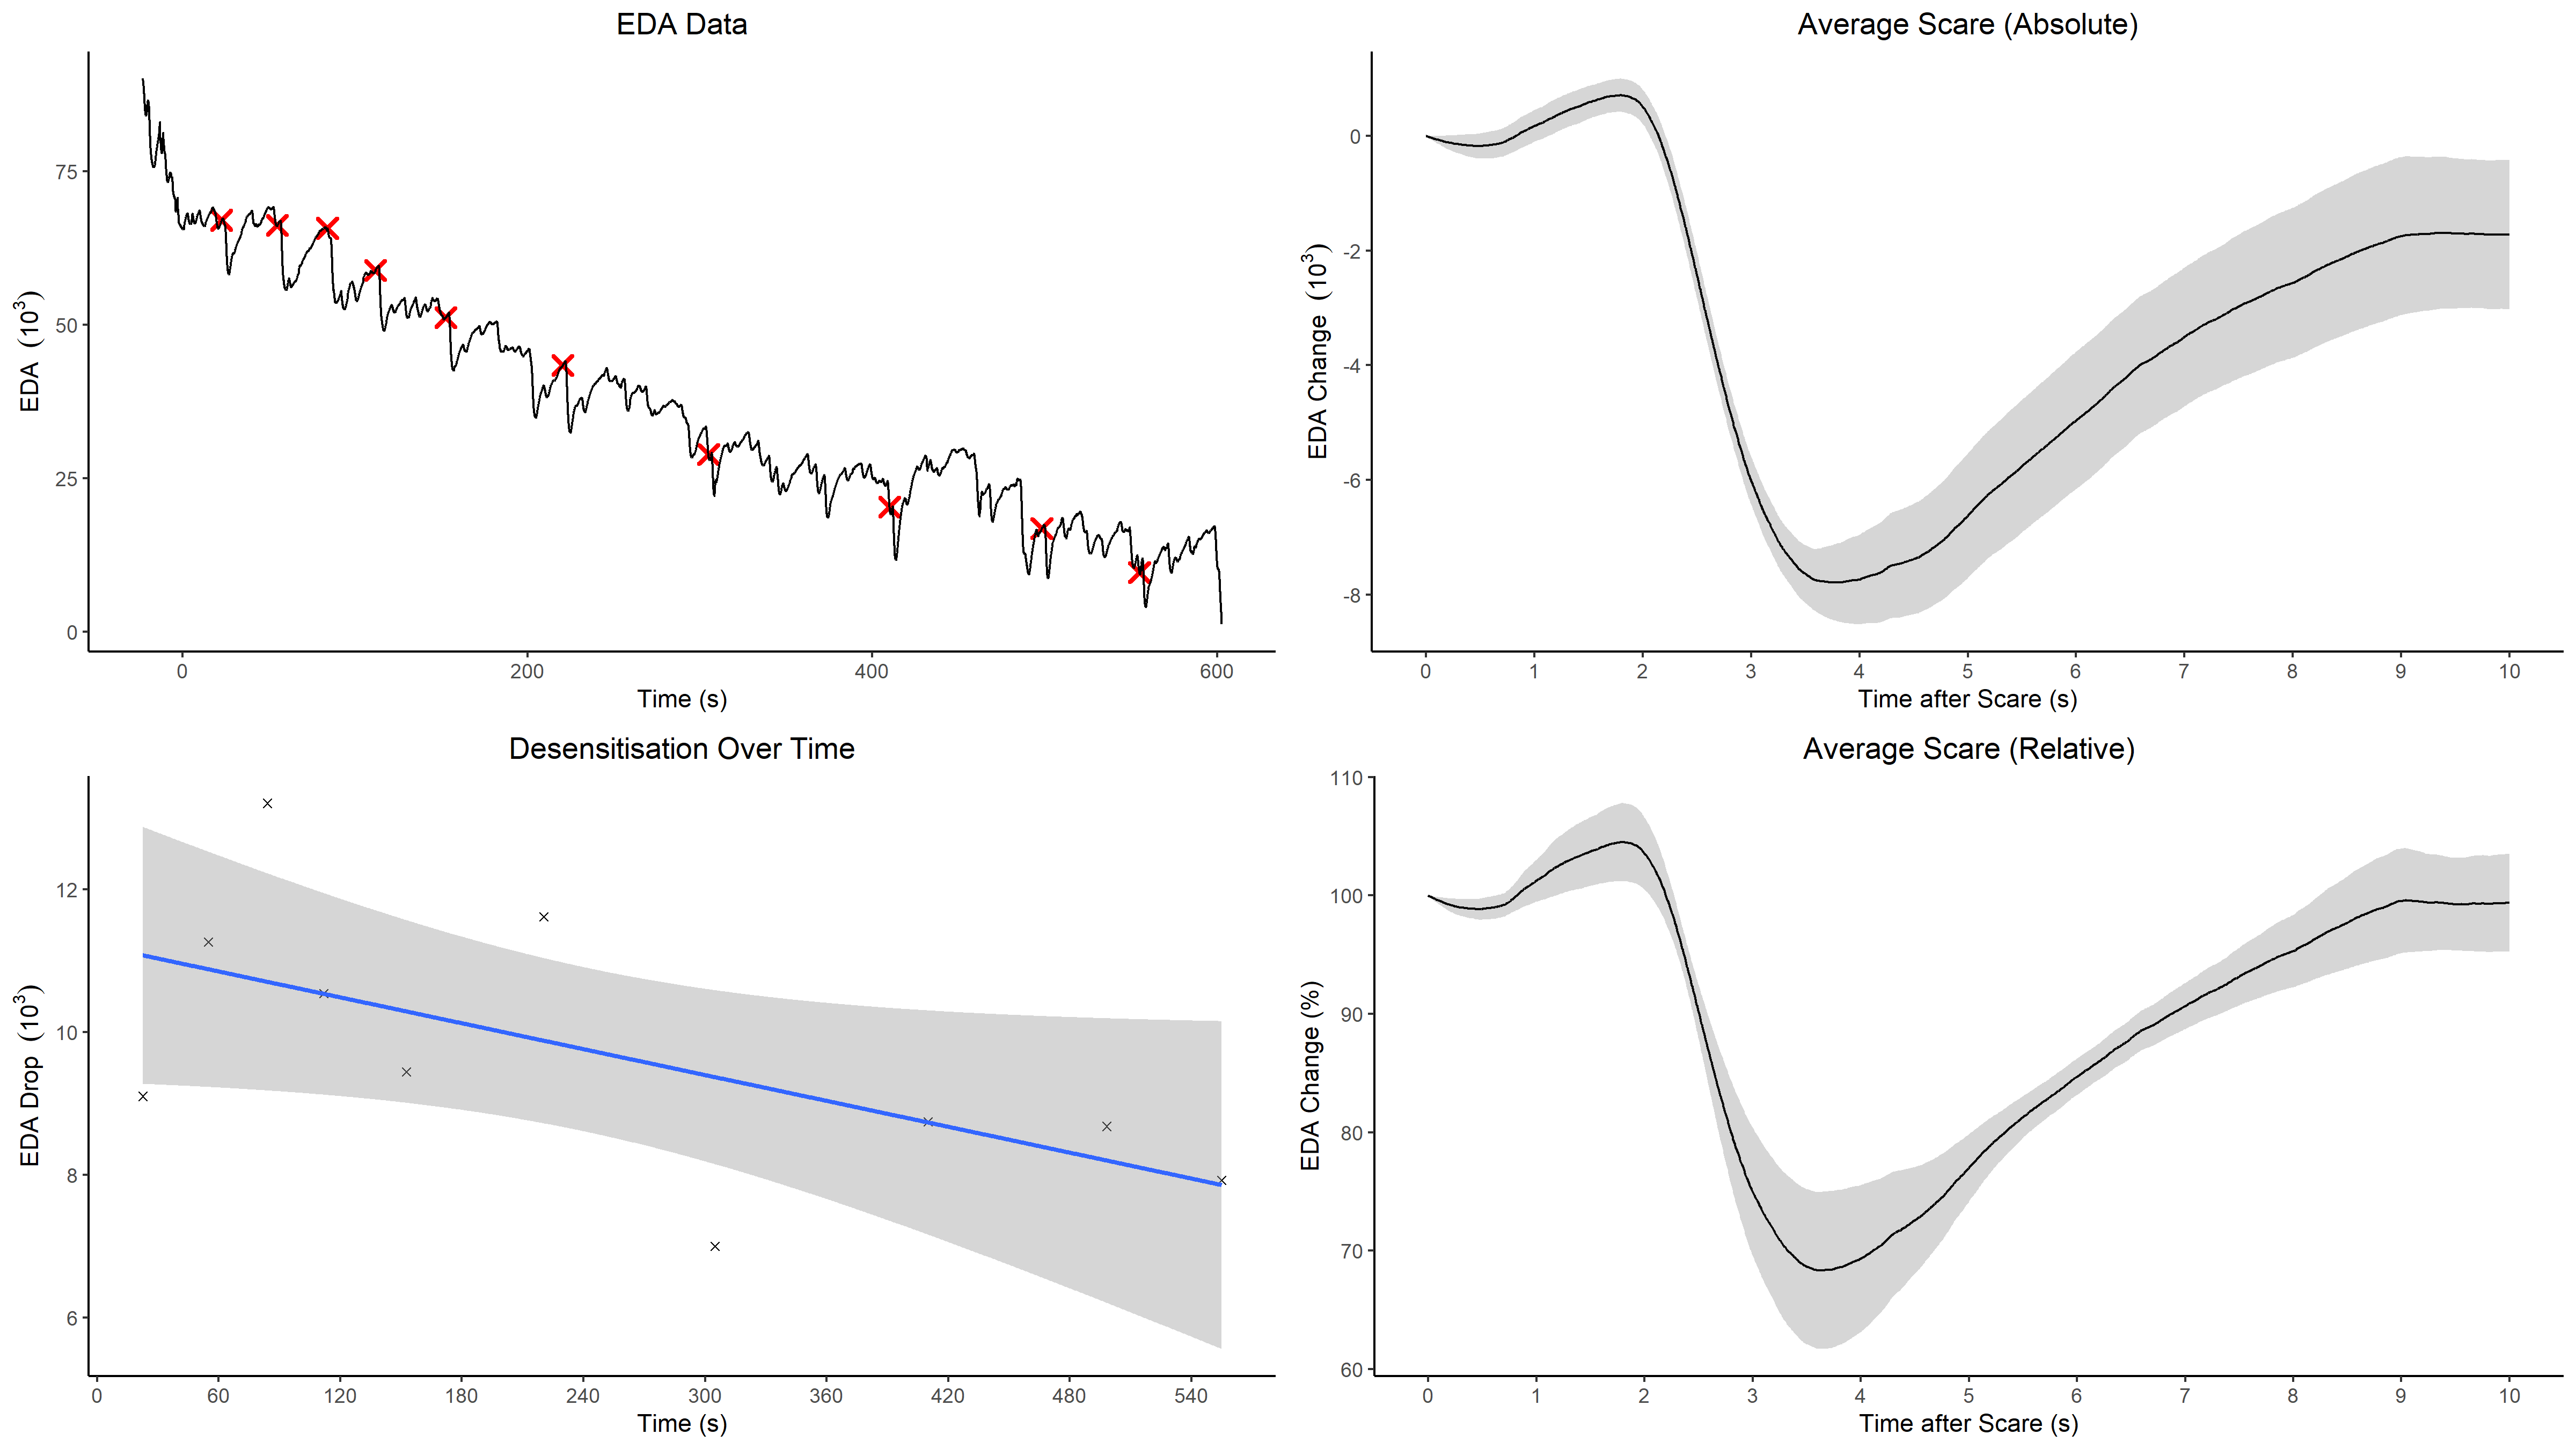 EDA Data
EDA (10³)
75
50
25
0
0 200 400 600
Time (s)
Average Scare (Absolute)
EDA Change (10³)
0
-2
-4
-6
-8
0 1 2 3 4 5 6 7 8 9 10
Time after Scare (s)
Desensitisation Over Time
EDA Drop (10³)
12
10
8
6
0 60 120 180 240 300 360 420 480 540
Time (s)
Average Scare (Relative)
EDA Change (%)
110
100
90
80
70
60
0 1 2 3 4 5 6 7 8 9 10
Time after Scare (s)